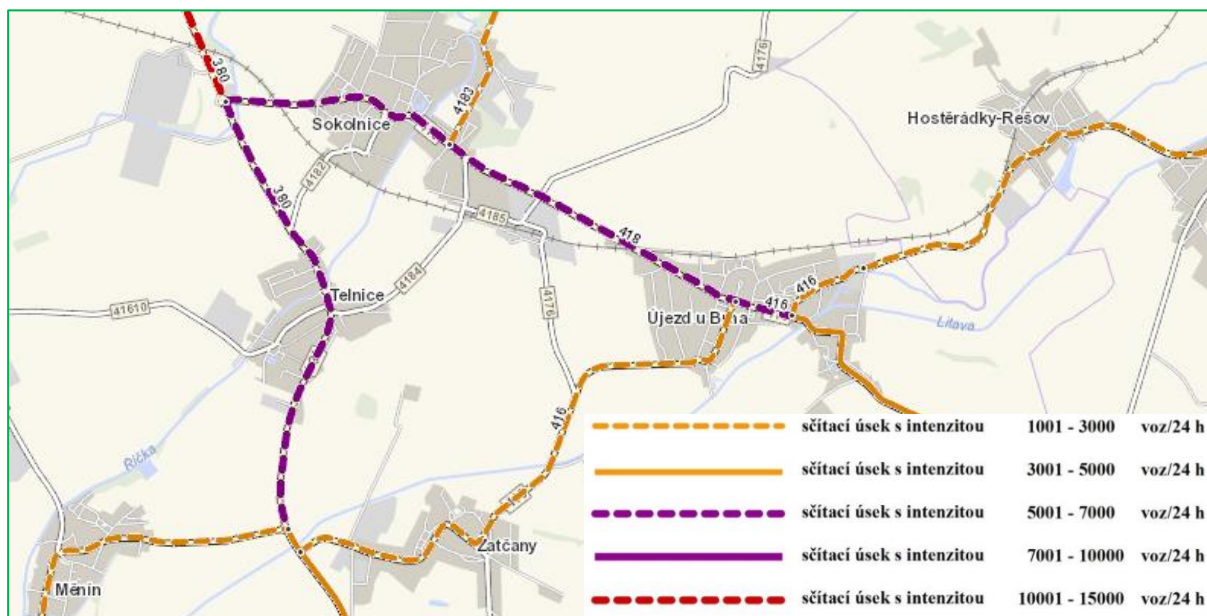 380
Sokolnice
4183
4176
Hostěrádky-Rešov
4182
380
4185
418
4184
4176
Telnice
41610
416
416
Újezd u Brna
Litava
416
Říčka
Žatčany
Měnín
sčítací úsek s intenzitou 1001 - 3000 voz/24 h
sčítací úsek s intenzitou 3001 - 5000 voz/24 h
sčítací úsek s intenzitou 5001 - 7000 voz/24 h
sčítací úsek s intenzitou 7001 - 10000 voz/24 h
sčítací úsek s intenzitou 10001 - 15000 voz/24 h